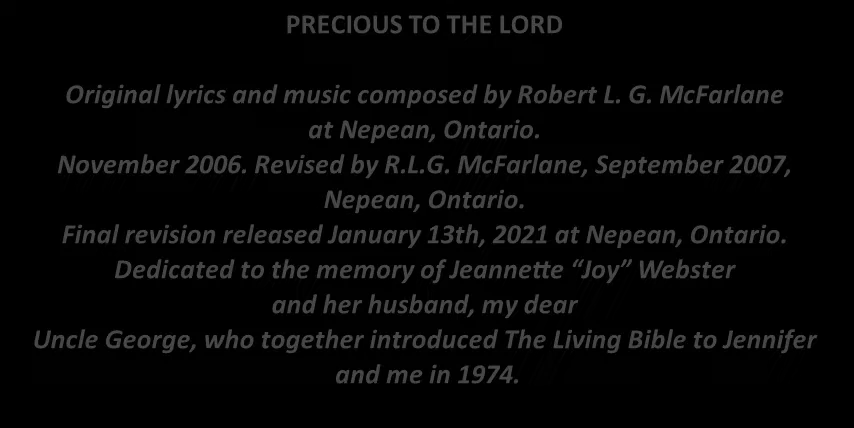 PRECIOUS TO THE LORD
Original lyrics and music composed by Robert L. G. McFarlane
at Nepean, Ontario.
November 2006. Revised by R.L.G. McFarlane, September 2007,
Nepean, Ontario.
Final revision released January 13th, 2021 at Nepean, Ontario.
Dedicated to the memory of Jeannette “Joy” Webster
and her husband, my dear
Uncle George, who together introduced The Living Bible to Jennifer
and me in 1974.